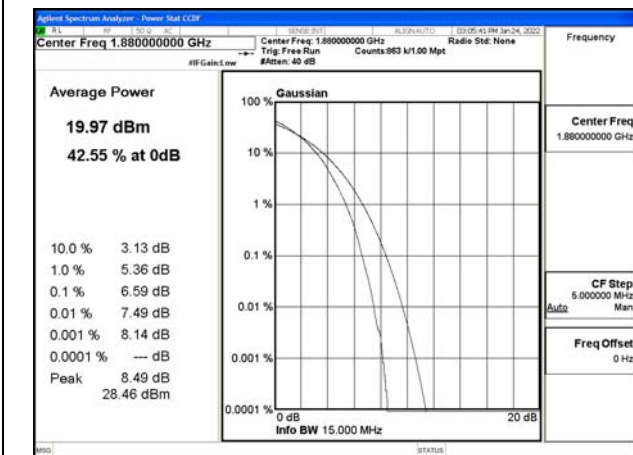 Agilent Spectrum Analyzer - Power Stat CCDF
RL RF 50 Ω AC SENSE:INT ALIGNAUTO 03:05:41 PM Jan 24, 2022
Center Freq 1.880000000 GHz
Center Freq: 1.880000000 GHz Radio Std: None
Trig: Free Run Counts:863 k/1.00 Mpt
#IFGain:Low #Atten: 40 dB
Frequency
Average Power
19.97 dBm
42.55 % at 0dB
10.0 % 3.13 dB
1.0 % 5.36 dB
0.1 % 6.59 dB
0.01 % 7.49 dB
0.001 % 8.14 dB
0.0001 % --- dB
Peak 8.49 dB
28.46 dBm
Gaussian
100 %
10 %
1 %
0.1 %
0.01 %
0.001 %
0.0001 %
0 dB 20 dB
Info BW 15.000 MHz
Center Freq
1.880000000 GHz
CF Step
5.000000 MHz
Auto Man
Freq Offset
0 Hz
MSG STATUS